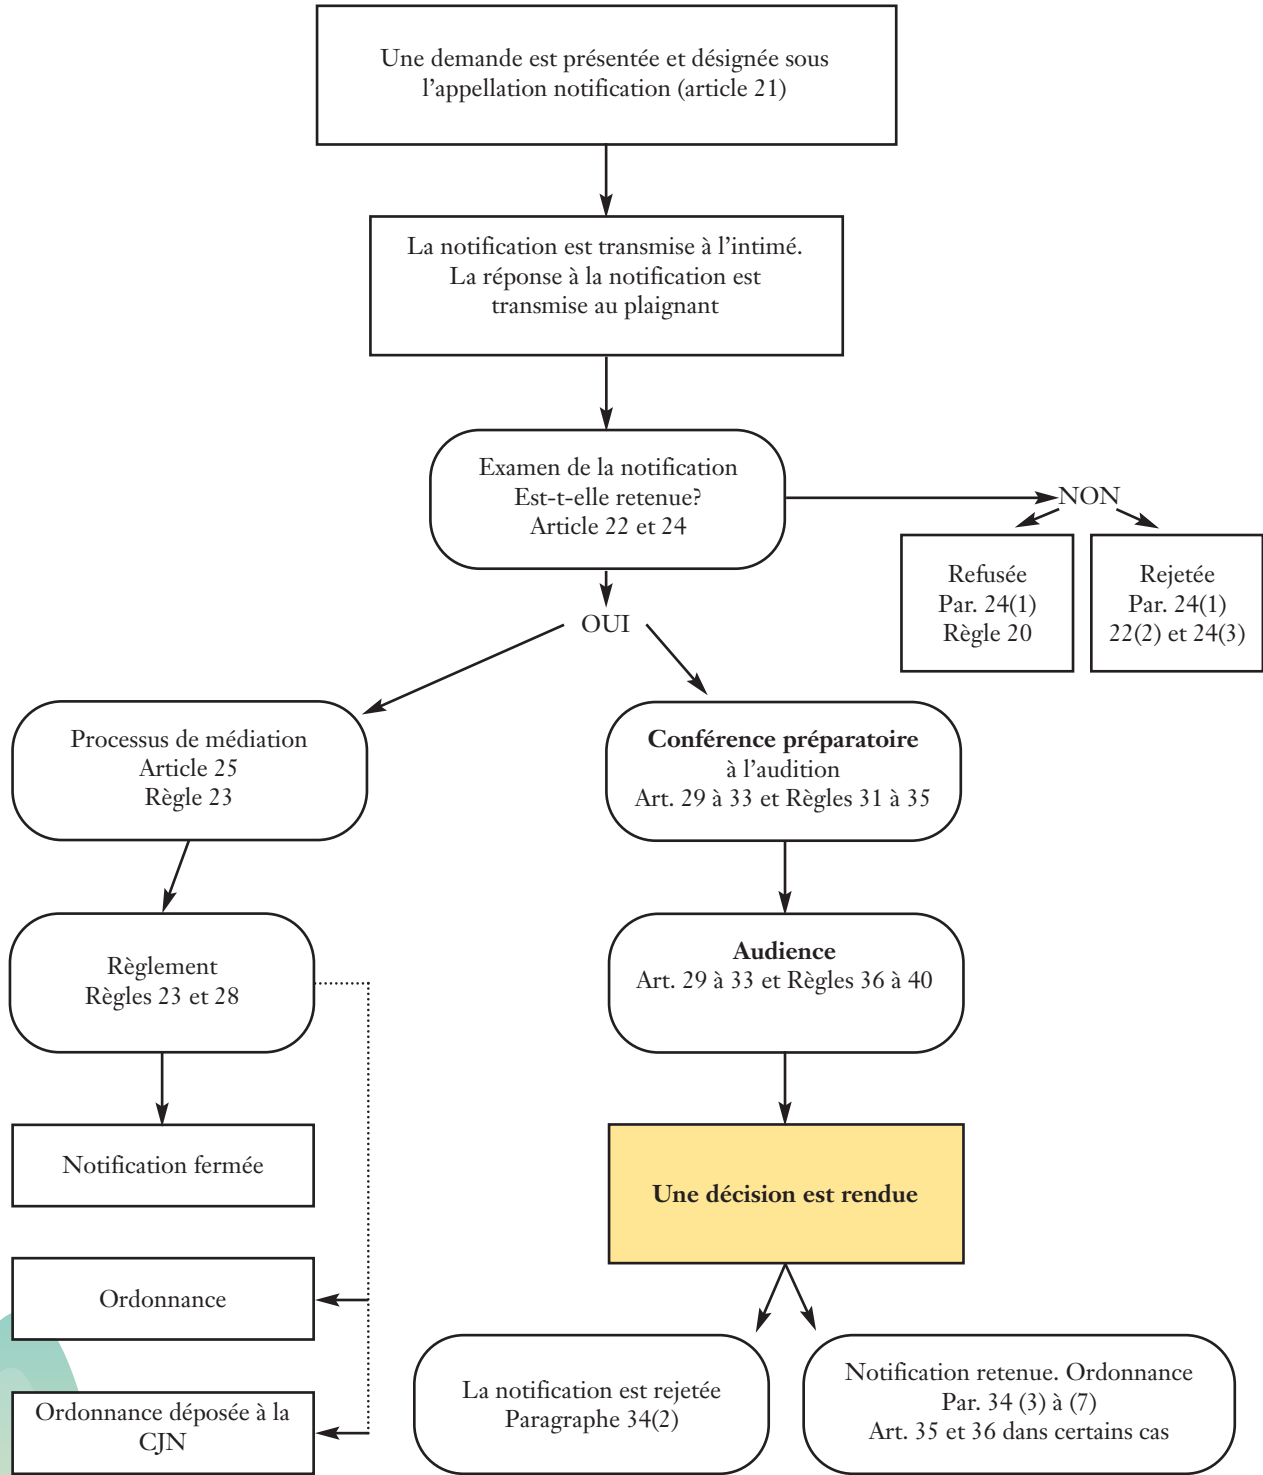 Une demande est présentée et désignée sous
l'appellation notification (article 21)
La notification est transmise à l'intimé.
La réponse à la notification est
transmise au plaignant
Examen de la notification
Est-t-elle retenue?
Article 22 et 24
NON
Refusée
Par. 24(1)
Règle 20
Rejetée
Par. 24(1)
22(2) et 24(3)
OUI
Processus de médiation
Article 25
Règle 23
Conférence préparatoire
à l'audition
Art. 29 à 33 et Règles 31 à 35
Règlement
Règles 23 et 28
Audience
Art. 29 à 33 et Règles 36 à 40
Notification fermée
Une décision est rendue
Ordonnance
Ordonnance déposée à la
CJN
La notification est rejetée
Paragraphe 34(2)
Notification retenue. Ordonnance
Par. 34 (3) à (7)
Art. 35 et 36 dans certains cas